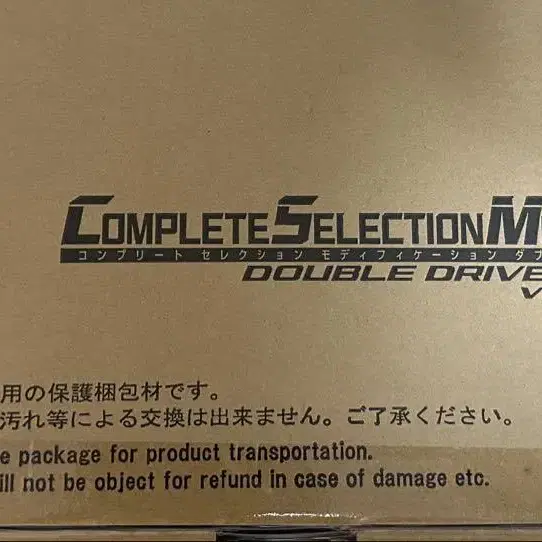 COMPLETE SELECTION M
コンプリート セレクション モディフィケーション ダブ
DOUBLE DRIVE
V
用の保護梱包材です。
汚れ等による交換は出来ません。ご了承ください。
e package for product transportation.
ill not be object for refund in case of damage etc.